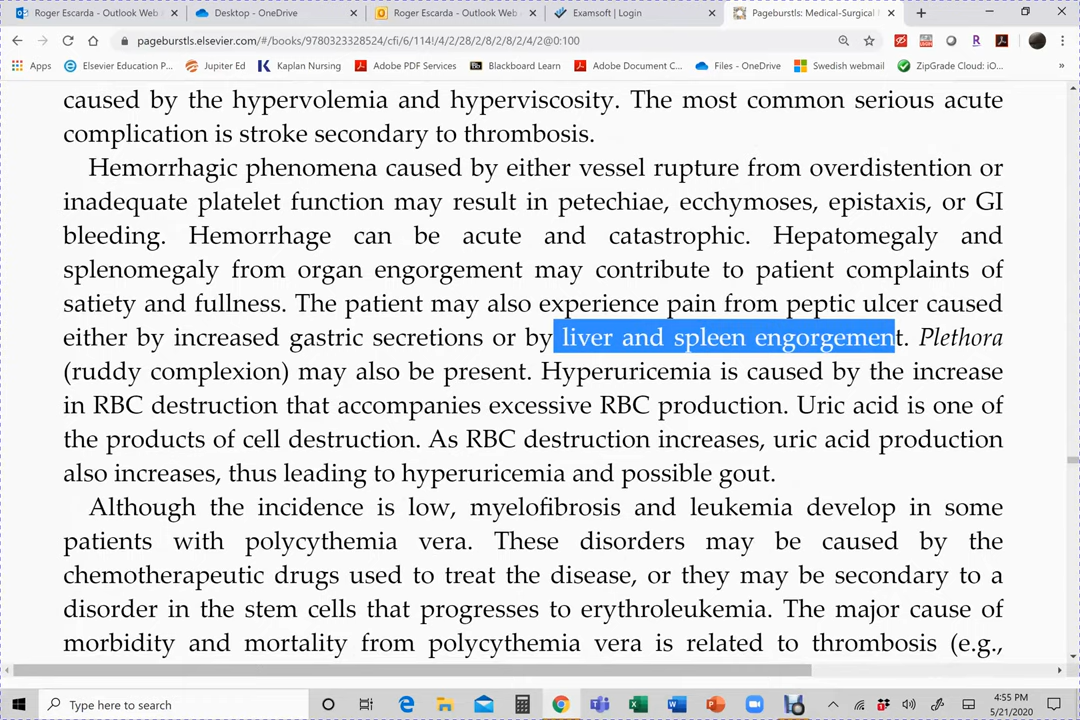 Roger Escarda - Outlook Web
Desktop - OneDrive
Roger Escarda - Outlook Web
Examsoft | Login
Pageburstls: Medical-Surgical
pageburstls.elsevier.com/#/books/9780323328524/cfi/6/114!/4/2/28/2/8/2/8/2/4/2@0:100
Apps
Elsevier Education P...
Jupiter Ed
Kaplan Nursing
Adobe PDF Services
Blackboard Learn
Adobe Document C...
Files - OneDrive
Swedish webmail
ZipGrade Cloud: iO...
caused by the hypervolemia and hyperviscosity. The most common serious acute
complication is stroke secondary to thrombosis.
Hemorrhagic phenomena caused by either vessel rupture from overdistention or
inadequate platelet function may result in petechiae, ecchymoses, epistaxis, or GI
bleeding. Hemorrhage can be acute and catastrophic. Hepatomegaly and
splenomegaly from organ engorgement may contribute to patient complaints of
satiety and fullness. The patient may also experience pain from peptic ulcer caused
either by increased gastric secretions or by liver and spleen engorgement. Plethora
(ruddy complexion) may also be present. Hyperuricemia is caused by the increase
in RBC destruction that accompanies excessive RBC production. Uric acid is one of
the products of cell destruction. As RBC destruction increases, uric acid production
also increases, thus leading to hyperuricemia and possible gout.
Although the incidence is low, myelofibrosis and leukemia develop in some
patients with polycythemia vera. These disorders may be caused by the
chemotherapeutic drugs used to treat the disease, or they may be secondary to a
disorder in the stem cells that progresses to erythroleukemia. The major cause of
morbidity and mortality from polycythemia vera is related to thrombosis (e.g.,
Type here to search
4:55 PM
5/21/2020